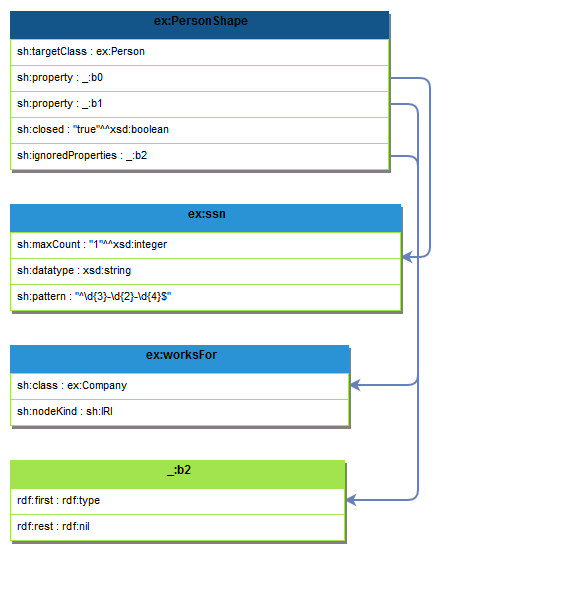 ex:PersonShape
sh:targetClass : ex:Person
sh:property : _:b0
sh:property : _:b1
sh:closed : "true"^^xsd:boolean
sh:ignoredProperties : _:b2
ex:ssn
sh:maxCount : "1"^^xsd:integer
sh:datatype : xsd:string
sh:pattern : "^\d{3}-\d{2}-\d{4}$"
ex:worksFor
sh:class : ex:Company
sh:nodeKind : sh:IRI
_:b2
rdf:first : rdf:type
rdf:rest : rdf:nil